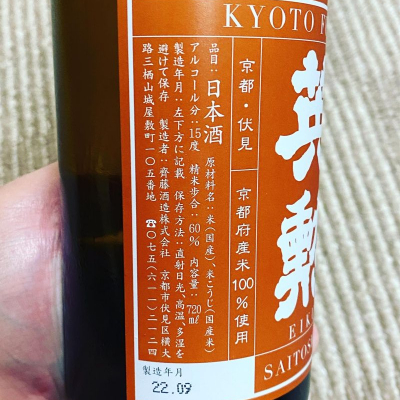 KYOTO F
英勲
EIK
SAITO
京都・伏見
京都府産米100%使用
品目：日本酒 原材料名：米(国産)、米こうじ(国産米)
アルコール分：15度 精米歩合：60% 内容量：720ml
製造年月：左下方に記載 保存方法：直射日光、高温、多湿を
避けて保存 製造者：齊藤酒造株式会社 京都市伏見区横大
路三栖山城屋敷町一〇五番地 ☎〇七五(六一一)二一二四
製造年月
22.09